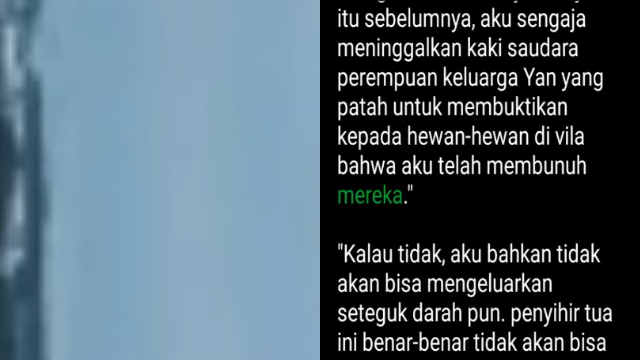 itu sebelumnya, aku sengaja
meninggalkan kaki saudara
perempuan keluarga Yan yang
patah untuk membuktikan
kepada hewan-hewan di vila
bahwa aku telah membunuh
mereka."
"Kalau tidak, aku bahkan tidak
akan bisa mengeluarkan
seteguk darah pun. penyihir tua
ini benar-benar tidak akan bisa